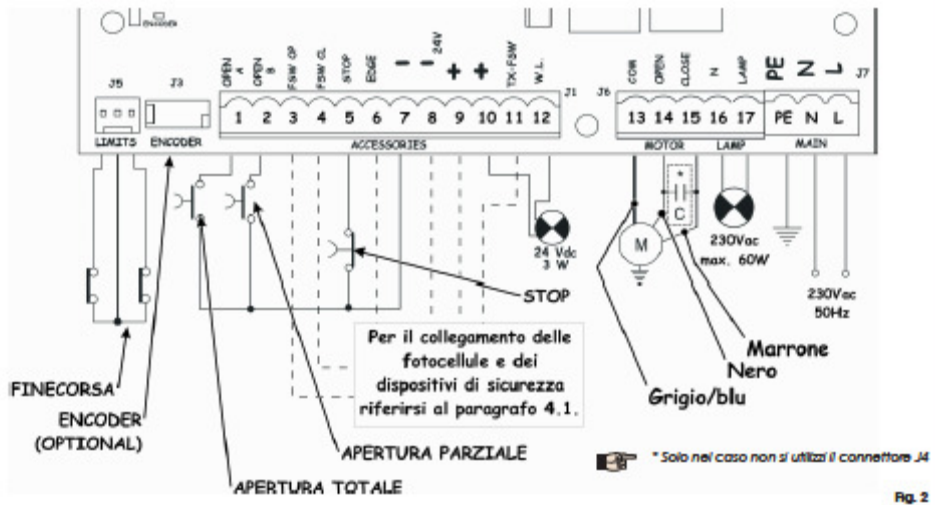 Encoder
OPEN A
OPEN B
FSW OP
FSW CL
STOP
EDGE
24V
TX-FSW
W.L.
COM
OPEN
CLOSE
N
LAMP
PE
N
L
J5
J3
J1
J6
J7
1 2 3 4 5 6 7 8 9 10 11 12
13 14 15 16 17
PE N L
LIMITS
ENCODER
ACCESSORIES
MOTOR
LAMP
MAIN
*
C
M
24 Vdc
3 W
230Vac
max. 60W
230Vac
50Hz
STOP
Per il collegamento delle
fotocellule e dei
dispositivi di sicurezza
riferirsi al paragrafo 4.1.
Marrone
Nero
Grigio/blu
FINECORSA
ENCODER
(OPTIONAL)
APERTURA PARZIALE
APERTURA TOTALE
* Solo nel caso non si utilizzi il connettore J4
Fig. 2